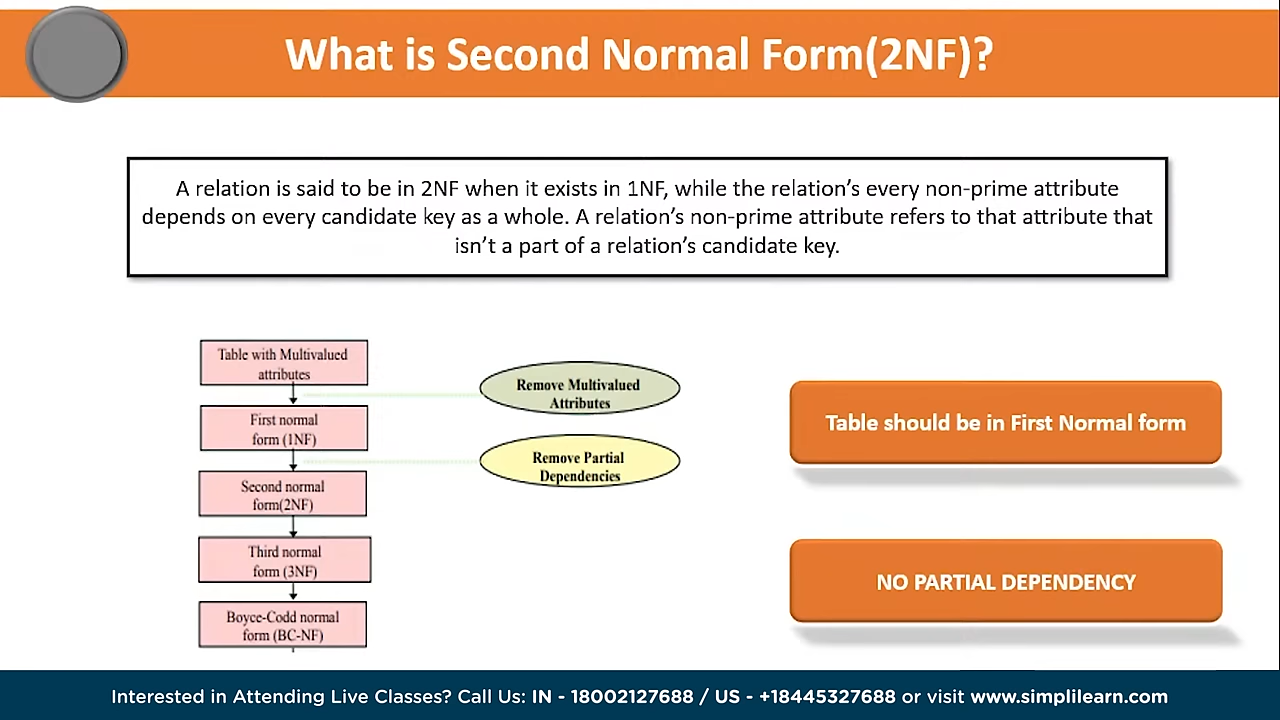 What is Second Normal Form(2NF)?
A relation is said to be in 2NF when it exists in 1NF, while the relation's every non-prime attribute
depends on every candidate key as a whole. A relation's non-prime attribute refers to that attribute that
isn't a part of a relation's candidate key.
Table with Multivalued
attributes
First normal
form (1NF)
Second normal
form(2NF)
Third normal
form (3NF)
Boyce-Codd normal
form (BC-NF)
Remove Multivalued
Attributes
Remove Partial
Dependencies
Table should be in First Normal form
NO PARTIAL DEPENDENCY
Interested in Attending Live Classes? Call Us: IN - 18002127688 / US - +18445327688 or visit www.simplilearn.com